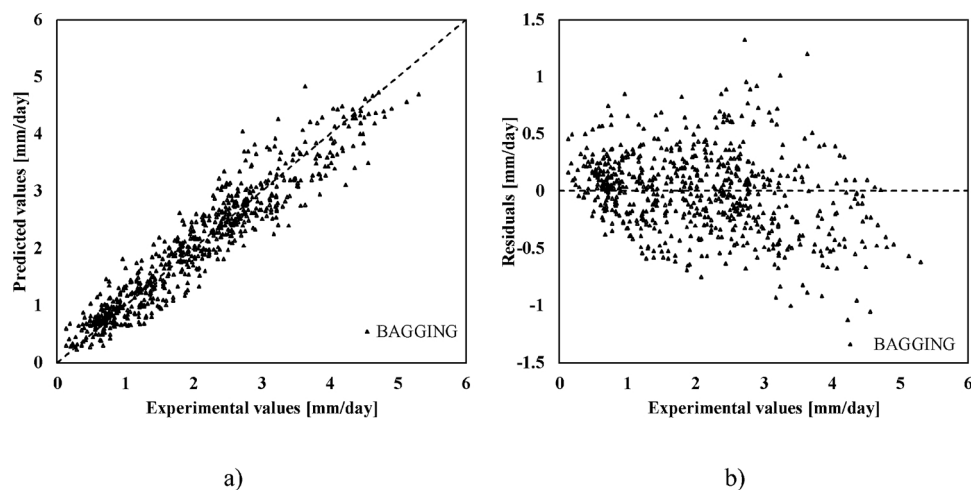 6
5
4
3
2
1
0
0 1 2 3 4 5 6
Predicted values [mm/day]
Experimental values [mm/day]
BAGGING
a)
1.5
1
0.5
0
-0.5
-1
-1.5
0 1 2 3 4 5 6
Residuals [mm/day]
Experimental values [mm/day]
BAGGING
b)